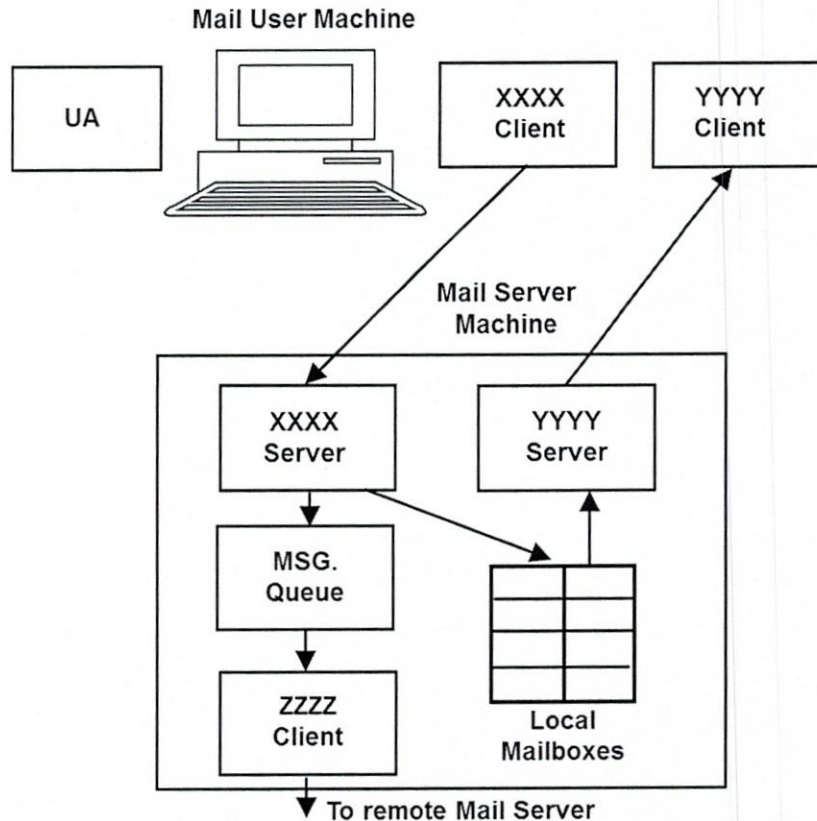 Mail User Machine
UA
XXXX
Client
YYYY
Client
Mail Server
Machine
XXXX
Server
YYYY
Server
MSG.
Queue
ZZZZ
Client
Local
Mailboxes
To remote Mail Server